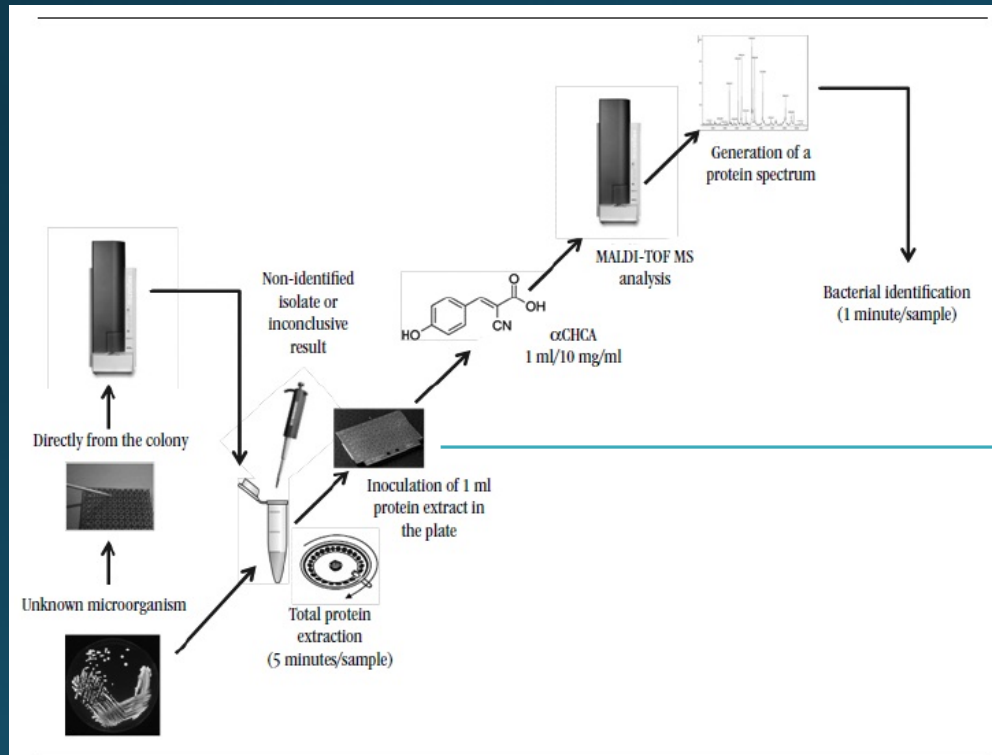 Generation of a
protein spectrum
MALDI-TOF MS
analysis
Bacterial identification
(1 minute/sample)
Non-identified
isolate or
inconclusive
result
O
OH
CN
HO
αCHCA
1 ml/10 mg/ml
Directly from the colony
Inoculation of 1 ml
protein extract in
the plate
Unknown microorganism
Total protein
extraction
(5 minutes/sample)